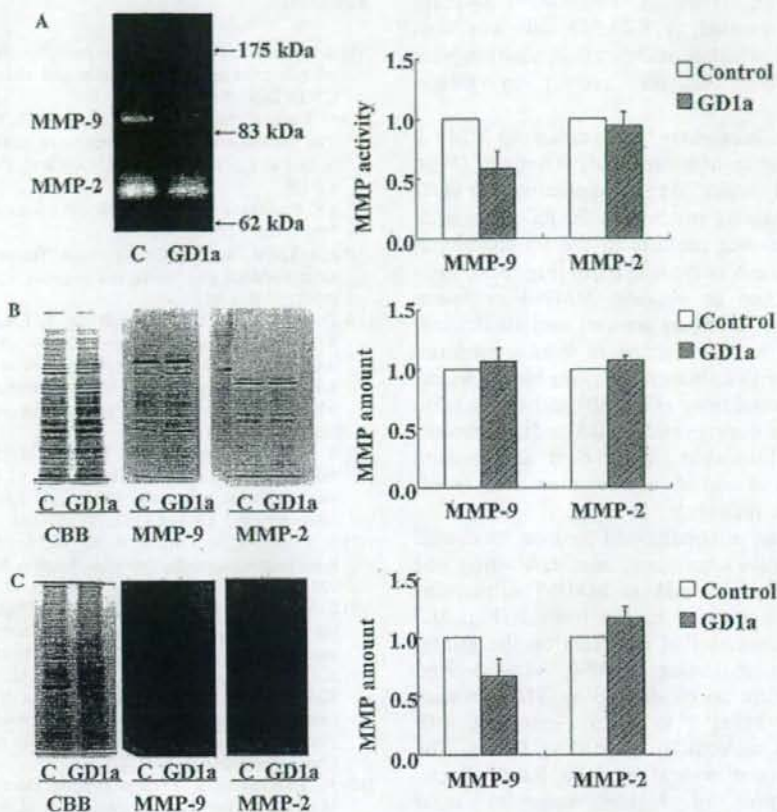 A
←175 kDa
MMP-9
←83 kDa
MMP-2
←62 kDa
C GD1a
MMP activity
1.5
1.0
0.5
0.0
Control
GD1a
MMP-9 MMP-2
B
C GD1a C GD1a C GD1a
CBB MMP-9 MMP-2
MMP amount
1.5
1.0
0.5
0.0
Control
GD1a
MMP-9 MMP-2
C
C GD1a C GD1a C GD1a
CBB MMP-9 MMP-2
MMP amount
1.5
1.0
0.5
0.0
Control
GD1a
MMP-9 MMP-2